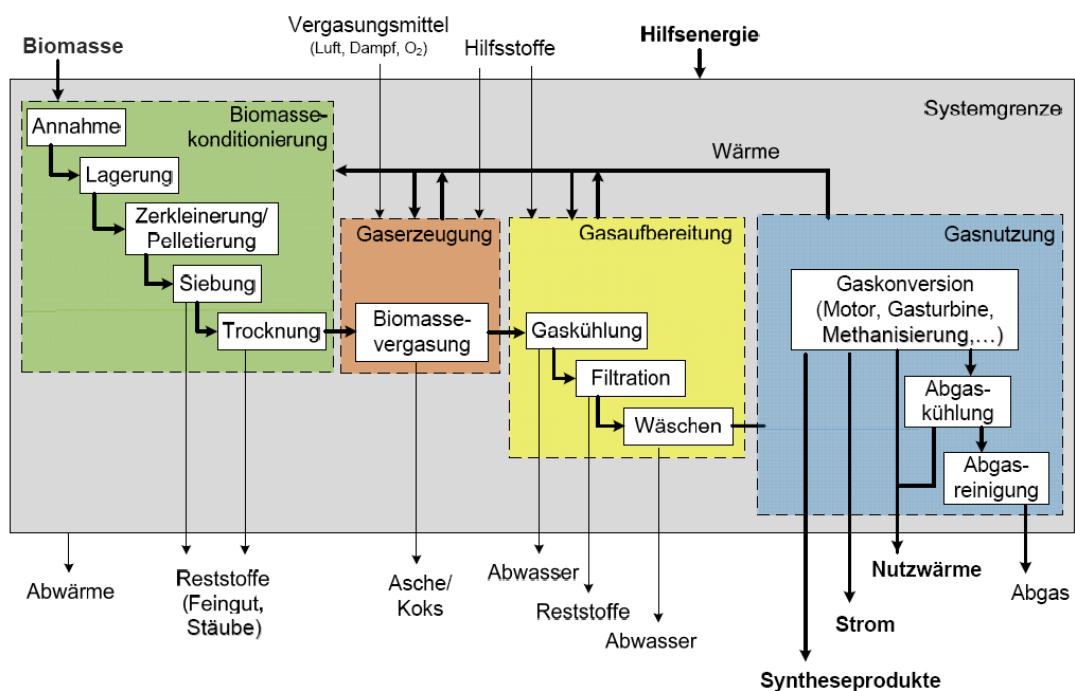 Biomasse
Vergasungsmittel
(Luft, Dampf, O₂)
Hilfsstoffe
Hilfsenergie
Systemgrenze
Biomasse-
konditionierung
Annahme
Lagerung
Zerkleinerung/
Pelletierung
Siebung
Trocknung
Wärme
Gaserzeugung
Biomasse-
vergasung
Gasaufbereitung
Gaskühlung
Filtration
Wäschen
Gasnutzung
Gaskonversion
(Motor, Gasturbine,
Methanisierung,...)
Abgas-
kühlung
Abgas-
reinigung
Abwärme
Reststoffe
(Feingut,
Stäube)
Asche/
Koks
Abwasser
Reststoffe
Abwasser
Nutzwärme
Strom
Syntheseprodukte
Abgas